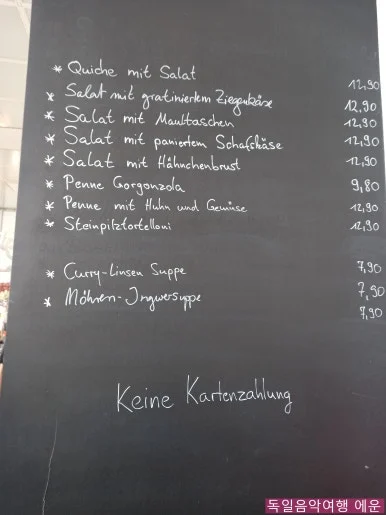 * Quiche mit Salat 12,90
* Salat mit gratiniertem Ziegenkäse 12,90
* Salat mit Maultaschen 12,90
* Salat mit paniertem Schafskäse 12,90
* Salat mit Hähnchenbrust 12,90
* Penne Gorgonzola 9,80
* Penne mit Huhn und Gemüse 12,90
* Steinpilztortelloni 12,90
* Curry-Linsen Suppe 7,90
* Möhren-Ingwersuppe 7,90
7,90
Keine Kartenzahlung
독일음악여행 에운